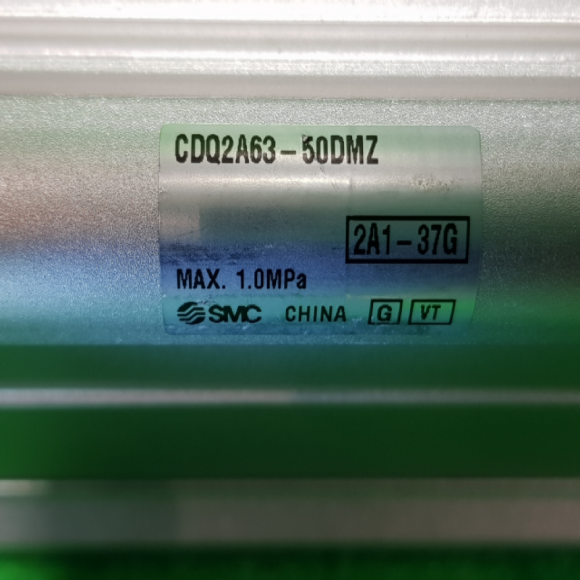 CDQ2A63-50DMZ
2A1-37G
MAX. 1.0MPa
SMC CHINA G VT